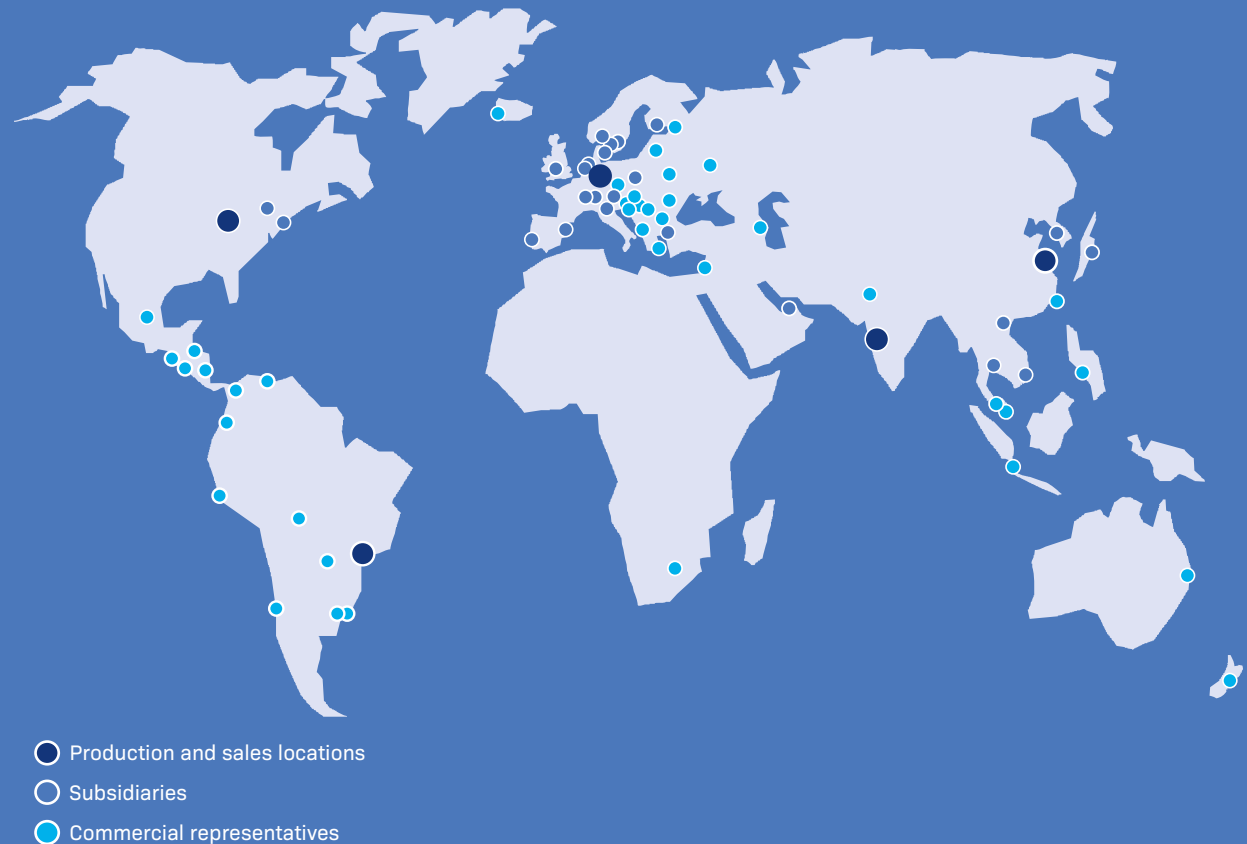 Production and sales locations
Subsidiaries
Commercial representatives